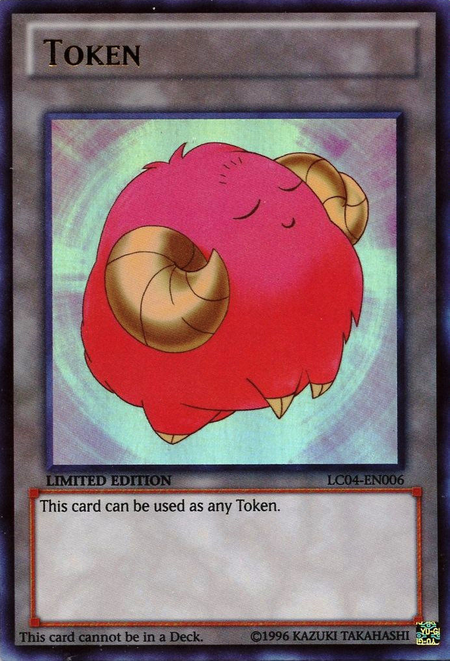 TOKEN
LIMITED EDITION LC04-EN006
This card can be used as any Token.
This card cannot be in a Deck. ©1996 KAZUKI TAKAHASHI